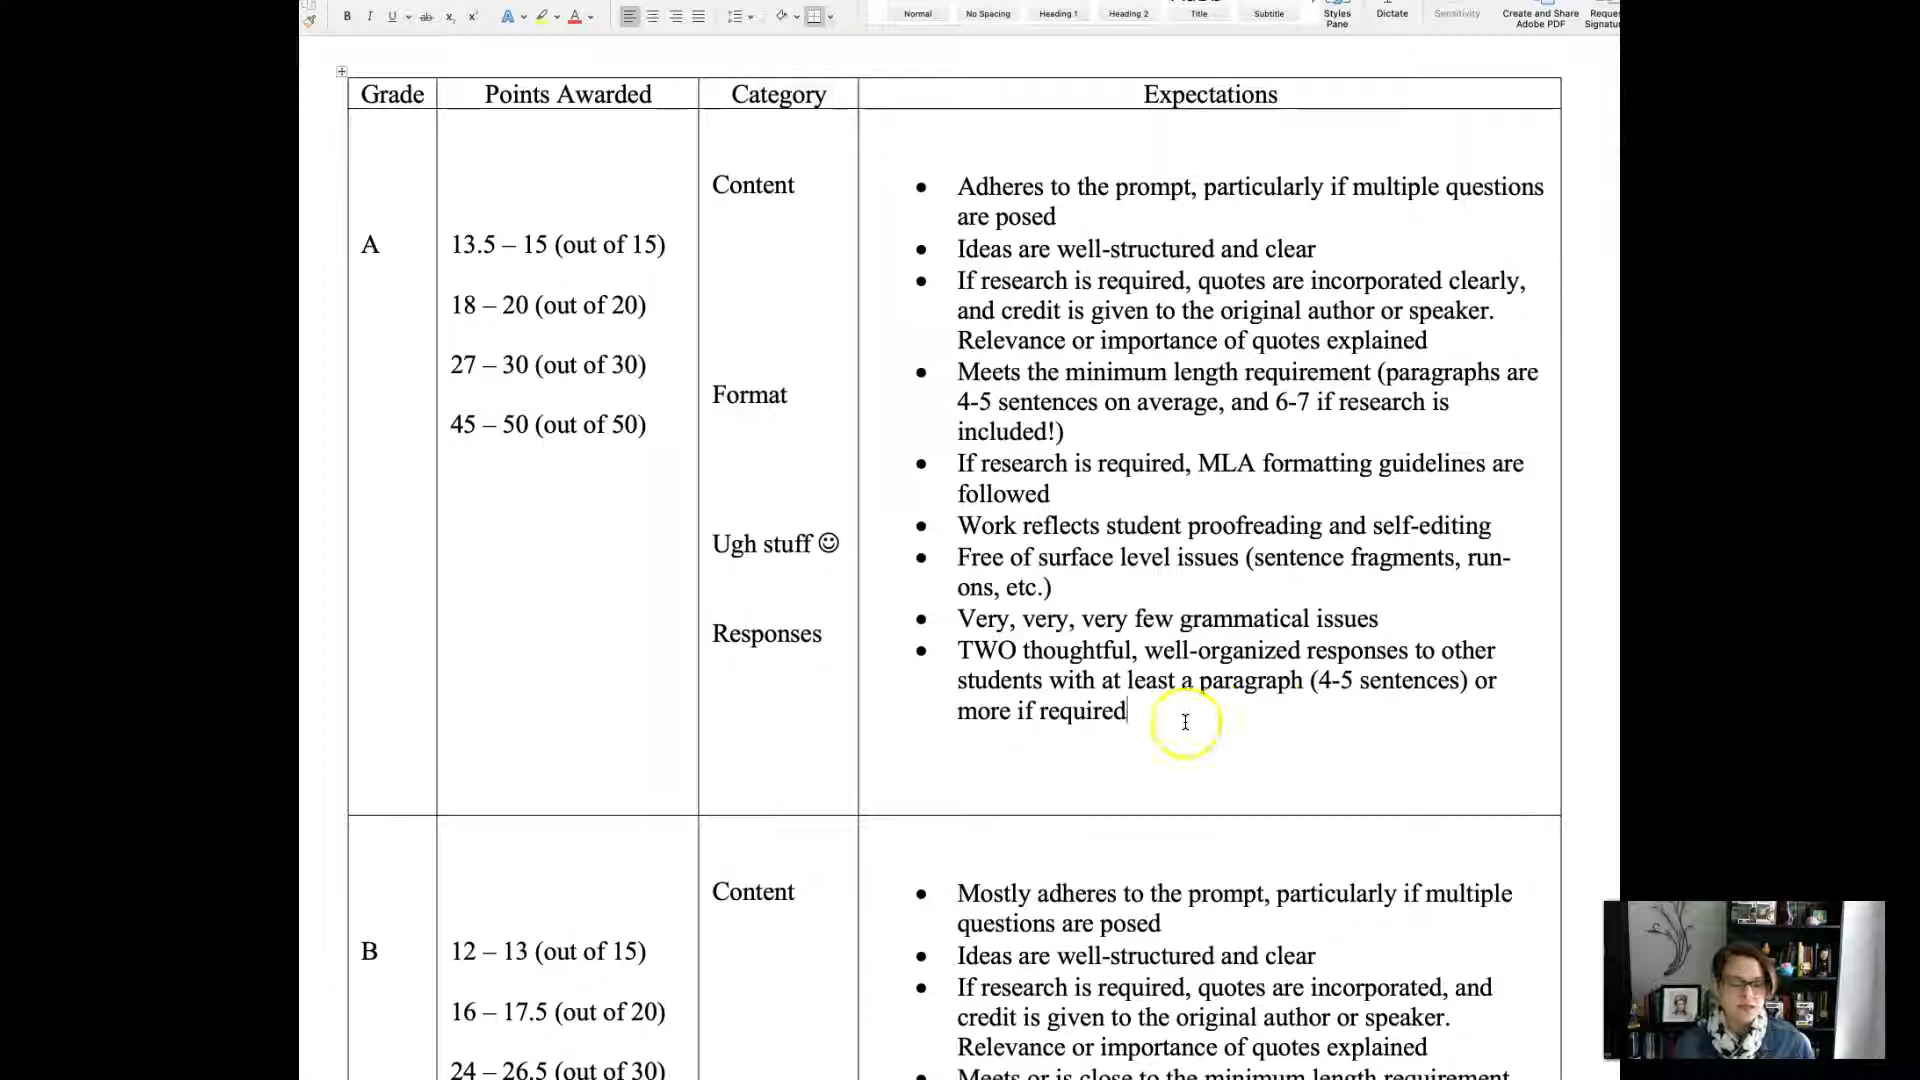 B I U ab x x A A
Normal No Spacing Heading 1 Heading 2 Title Subtitle Styles Pane Dictate Sensitivity Create and Share Adobe PDF
Grade Points Awarded Category Expectations
A
13.5 – 15 (out of 15)
18 – 20 (out of 20)
27 – 30 (out of 30)
45 – 50 (out of 50)
Content
Format
Ugh stuff ☺
Responses
• Adheres to the prompt, particularly if multiple questions
are posed
• Ideas are well-structured and clear
• If research is required, quotes are incorporated clearly,
and credit is given to the original author or speaker.
Relevance or importance of quotes explained
• Meets the minimum length requirement (paragraphs are
4-5 sentences on average, and 6-7 if research is
included!)
• If research is required, MLA formatting guidelines are
followed
• Work reflects student proofreading and self-editing
• Free of surface level issues (sentence fragments, run-
ons, etc.)
• Very, very, very few grammatical issues
• TWO thoughtful, well-organized responses to other
students with at least a paragraph (4-5 sentences) or
more if required
B
12 – 13 (out of 15)
16 – 17.5 (out of 20)
24 – 26.5 (out of 30)
Content
• Mostly adheres to the prompt, particularly if multiple
questions are posed
• Ideas are well-structured and clear
• If research is required, quotes are incorporated, and
credit is given to the original author or speaker.
Relevance or importance of quotes explained
• Meets or is close to the minimum length requirement